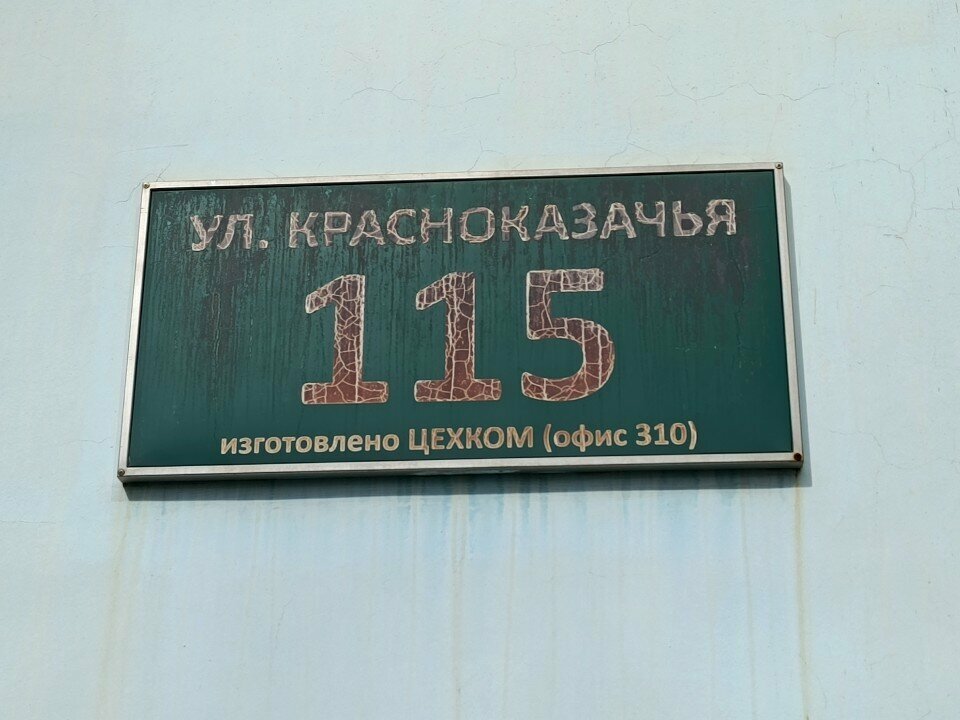 УЛ. КРАСНОКАЗАЧЬЯ
115
изготовлено ЦЕХКОМ (офис 310)